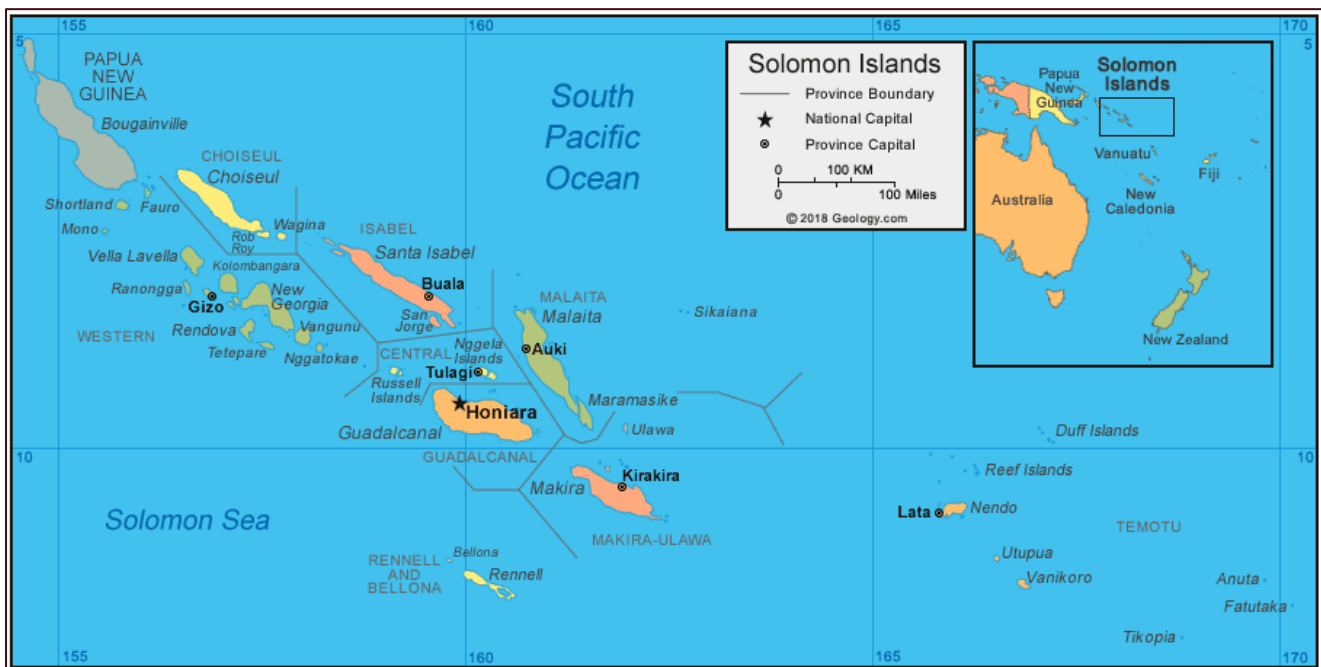 155
160
165
170
5
5
PAPUA
NEW
GUINEA
Bougainville
CHOISEUL
Choiseul
Shortland
Fauro
Mono
Rob
Roy
Wagina
Vella Lavella
Kolombangara
Ranongga
Gizo
New
Georgia
WESTERN
Rendova
Vangunu
Tetepare
Nggatokae
ISABEL
Santa Isabel
Buala
San
Jorge
South
Pacific
Ocean
MALAITA
Malaita
Sikaiana
CENTRAL
Nggela
Islands
Auki
Tulagi
Russell
Islands
Maramasike
Honiara
Guadalcanal
Ulawa
GUADALCANAL
10
10
Solomon Sea
Makira
Kirakira
MAKIRA-ULAWA
RENNELL
AND
BELLONA
Bellona
Rennell
Duff Islands
Reef Islands
Lata
Nendo
TEMOTU
Utupua
Vanikoro
Anuta
Fatutaka
Tikopia
155
160
165
170
Solomon Islands
Province Boundary
National Capital
Province Capital
0 100 KM
0 100 Miles
© 2018 Geology.com
Solomon
Islands
Papua
New
Guinea
Vanuatu
Fiji
New
Caledonia
Australia
New Zealand